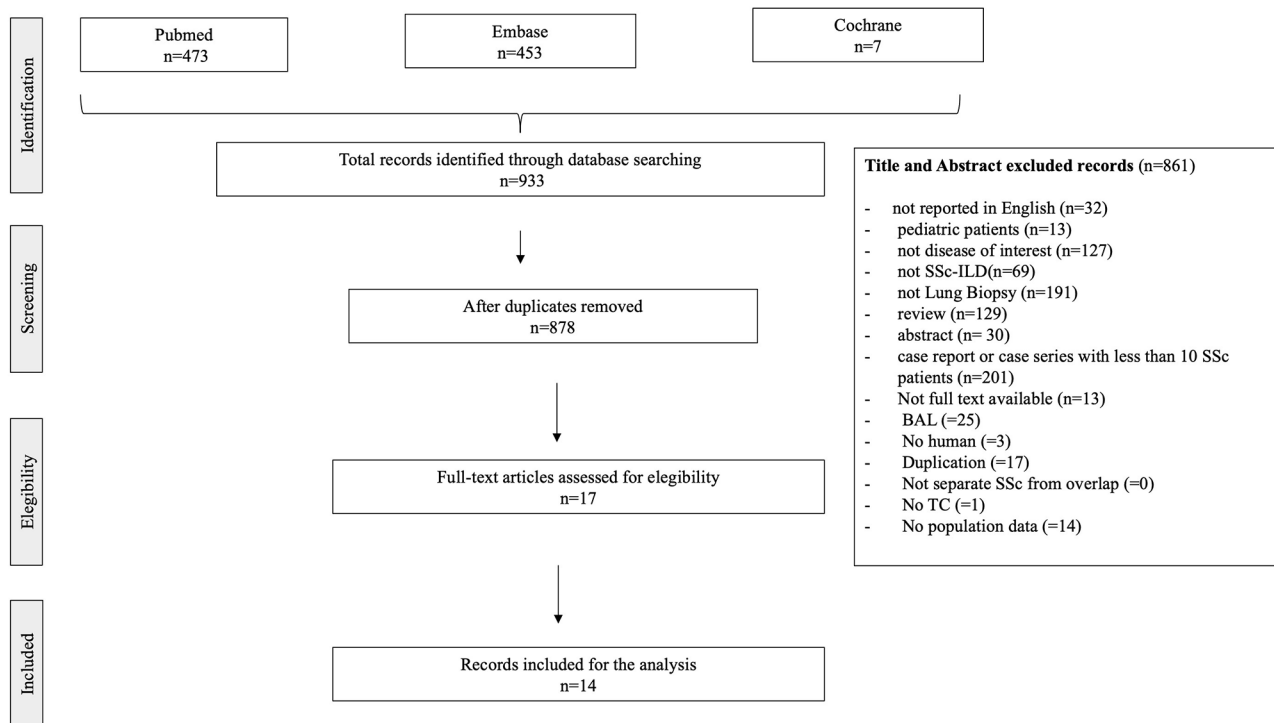 Identification
Pubmed
n=473
Embase
n=453
Cochrane
n=7
Total records identified through database searching
n=933
Title and Abstract excluded records (n=861)
- not reported in English (n=32)
- pediatric patients (n=13)
- not disease of interest (n=127)
- not SSc-ILD(n=69)
- not Lung Biopsy (n=191)
- review (n=129)
- abstract (n= 30)
- case report or case series with less than 10 SSc
patients (n=201)
- Not full text available (n=13)
- BAL (=25)
- No human (=3)
- Duplication (=17)
- Not separate SSc from overlap (=0)
- No TC (=1)
- No population data (=14)
Screening
After duplicates removed
n=878
Elegibility
Full-text articles assessed for elegibility
n=17
Included
Records included for the analysis
n=14